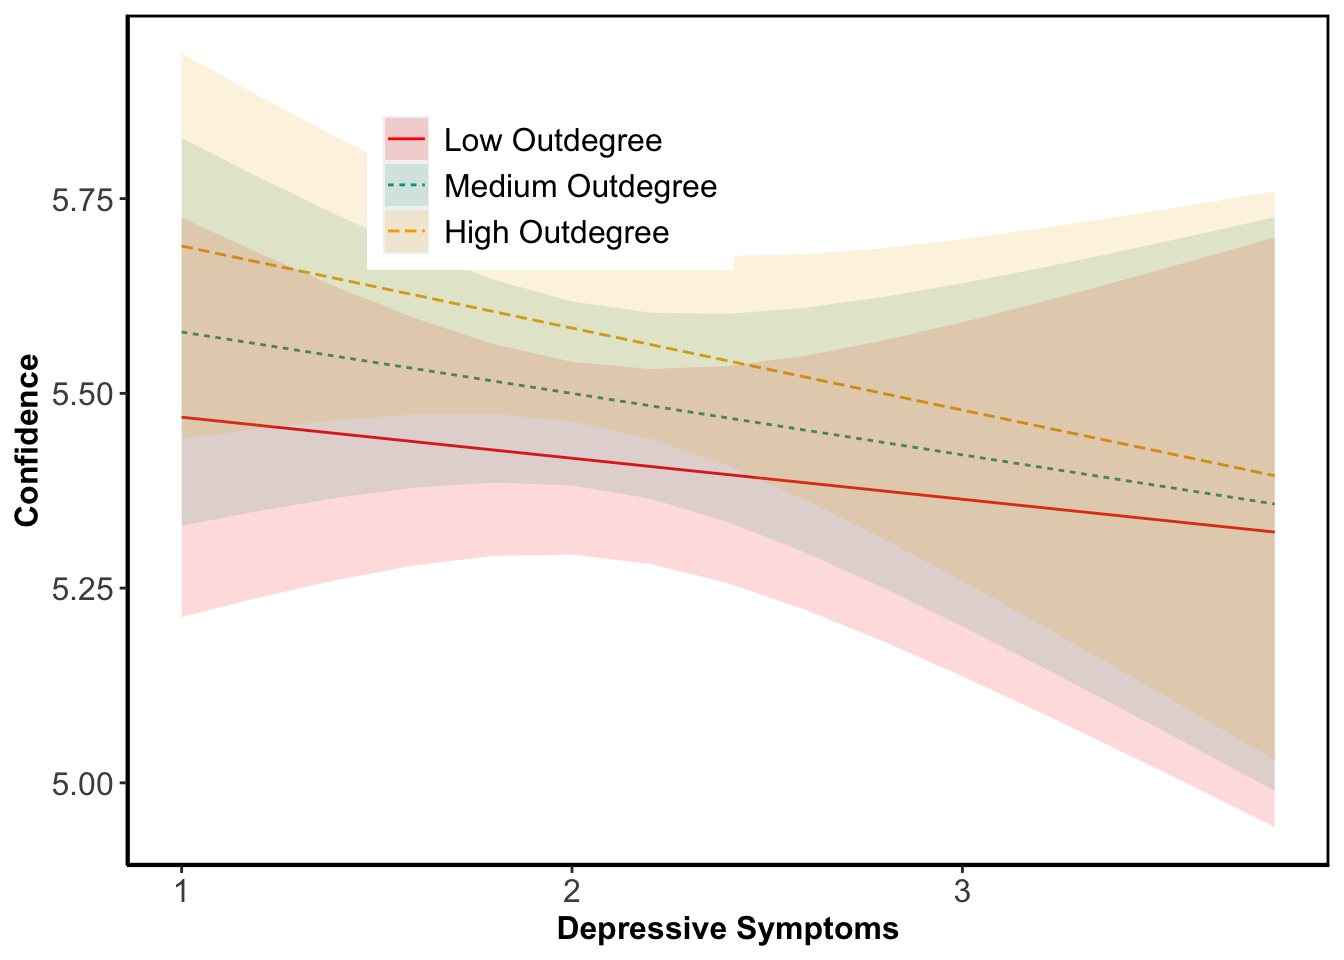 Low Outdegree
Medium Outdegree
High Outdegree
5.75
5.50
5.25
5.00
Confidence
1 2 3
Depressive Symptoms